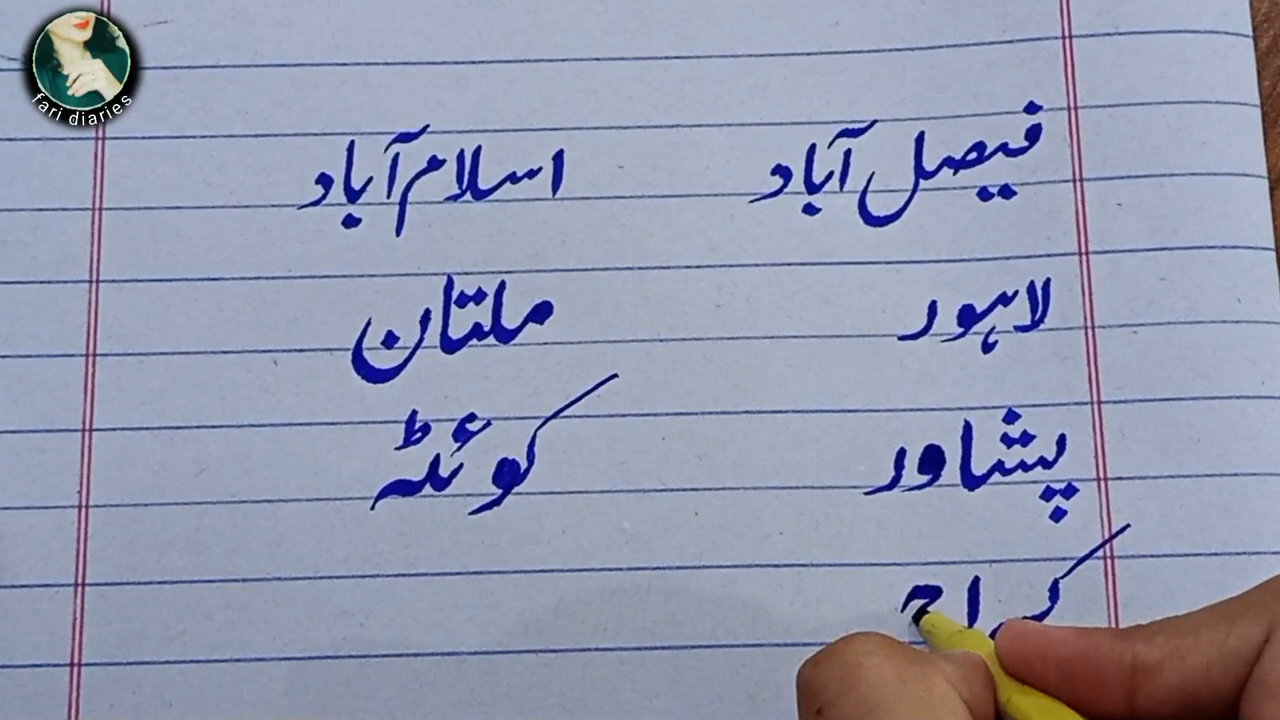 فیصل آباد اسلام آباد
لاہور ملتان
پشاور کوئٹہ
fari diaries